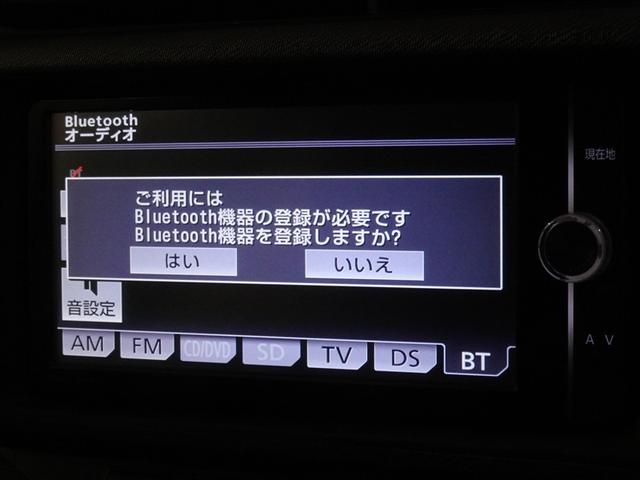 Bluetooth
オーディオ
ご利用には
Bluetooth機器の登録が必要です
Bluetooth機器を登録しますか?
はい いいえ
音設定
AM FM CD/DVD SD TV DS BT
現在地
AV